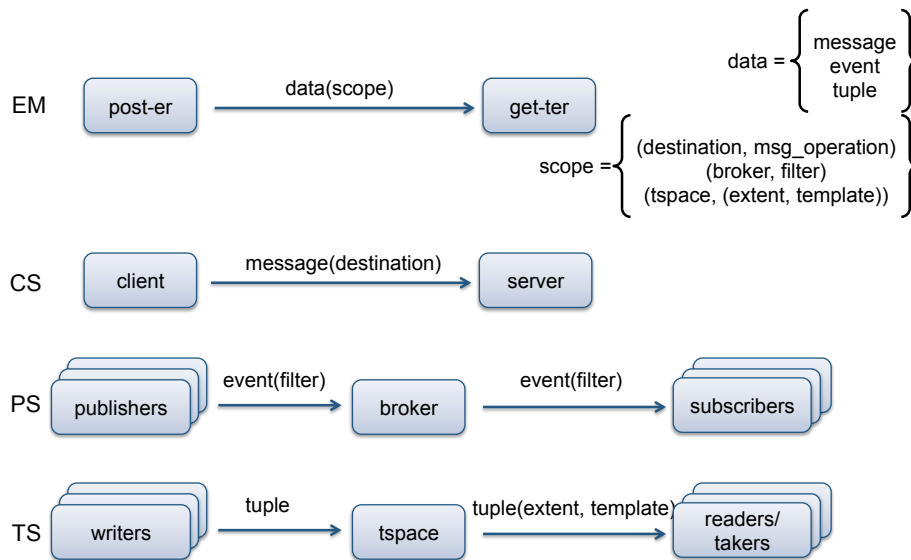 data =
message
event
tuple
EM
post-er
data(scope)
get-ter
scope =
(destination, msg_operation)
(broker, filter)
(tspace, (extent, template))
CS
client
message(destination)
server
PS
publishers
event(filter)
broker
event(filter)
subscribers
TS
writers
tuple
tspace
tuple(extent, template)
readers/
takers